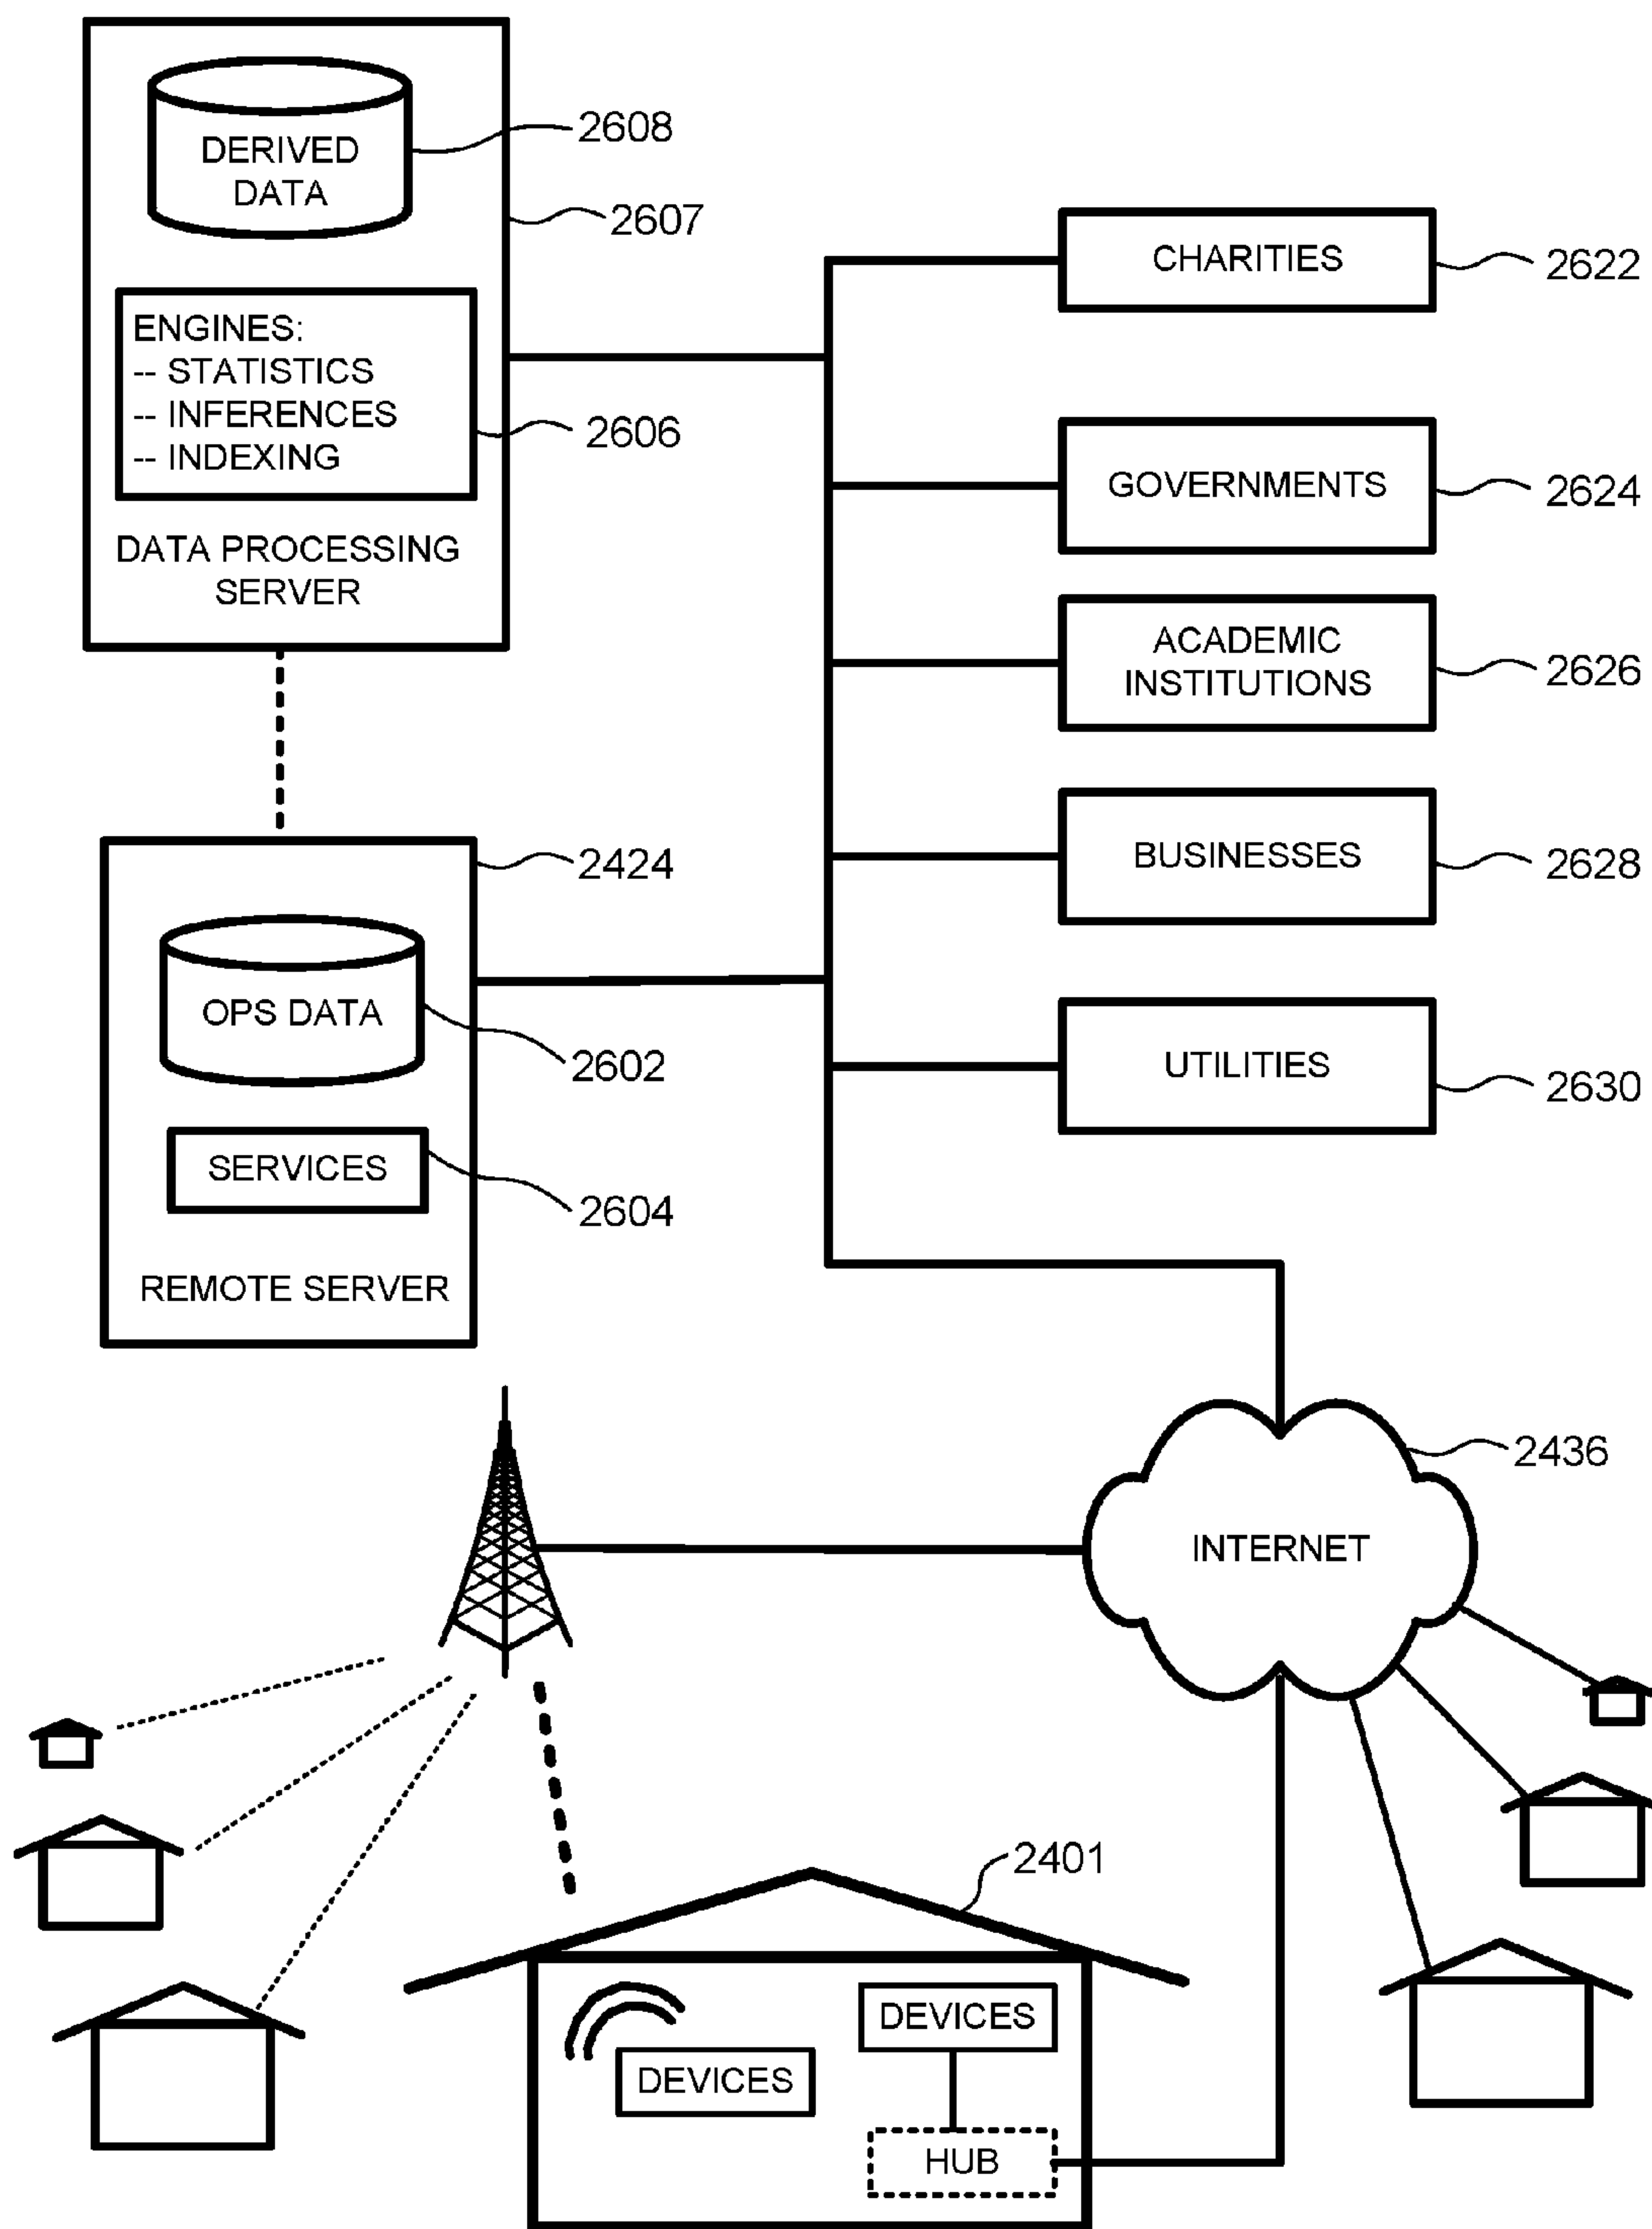 DERIVED
DATA
2608
2607
ENGINES:
-- STATISTICS
-- INFERENCES
-- INDEXING
2606
DATA PROCESSING
SERVER
CHARITIES
2622
GOVERNMENTS
2624
ACADEMIC
INSTITUTIONS
2626
BUSINESSES
2628
UTILITIES
2630
2424
OPS DATA
2602
SERVICES
2604
REMOTE SERVER
2436
INTERNET
2401
DEVICES
DEVICES
HUB